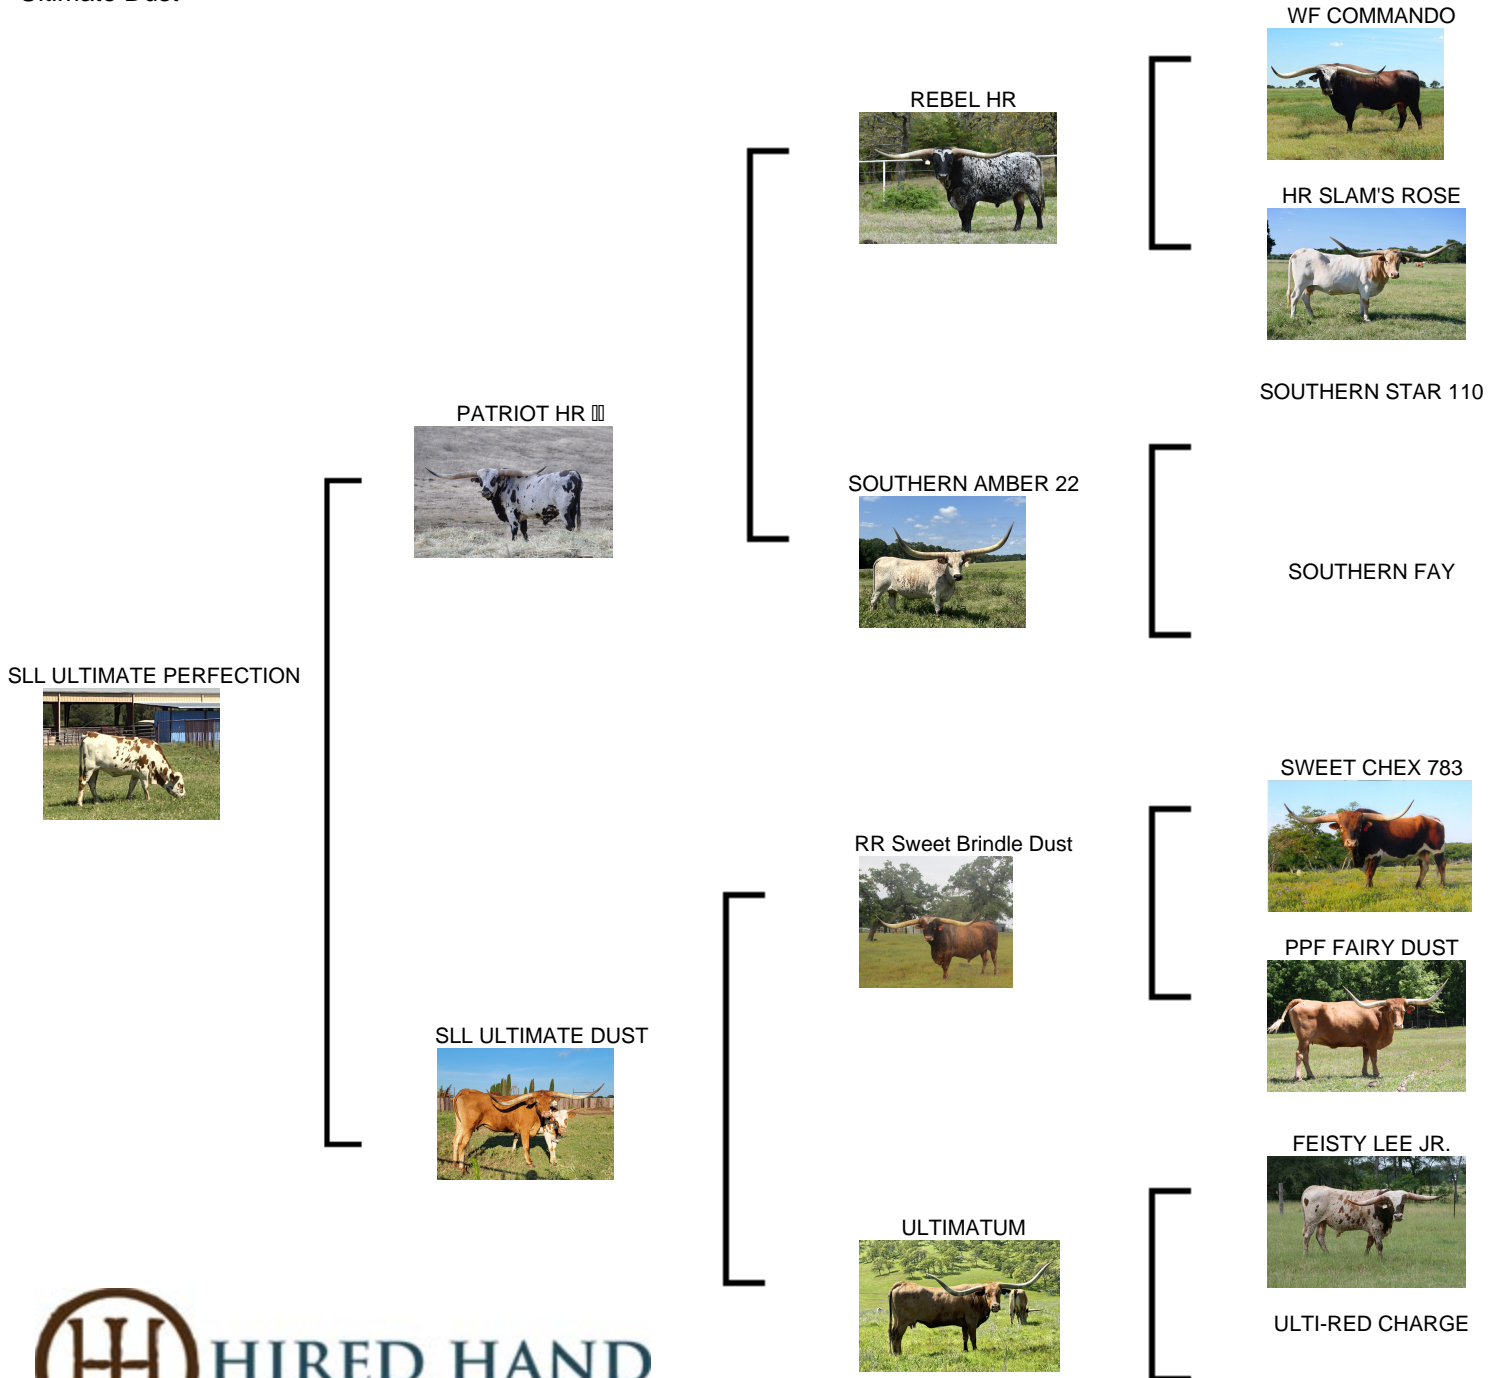 Ultimate Dust
WF COMMANDO
REBEL HR
HR SLAM'S ROSE
SOUTHERN STAR 110
PATRIOT HR
SOUTHERN AMBER 22
SOUTHERN FAY
SLL ULTIMATE PERFECTION
SWEET CHEX 783
RR Sweet Brindle Dust
PPF FAIRY DUST
SLL ULTIMATE DUST
FEISTY LEE JR.
ULTIMATUM
ULTI-RED CHARGE
HIRED HAND